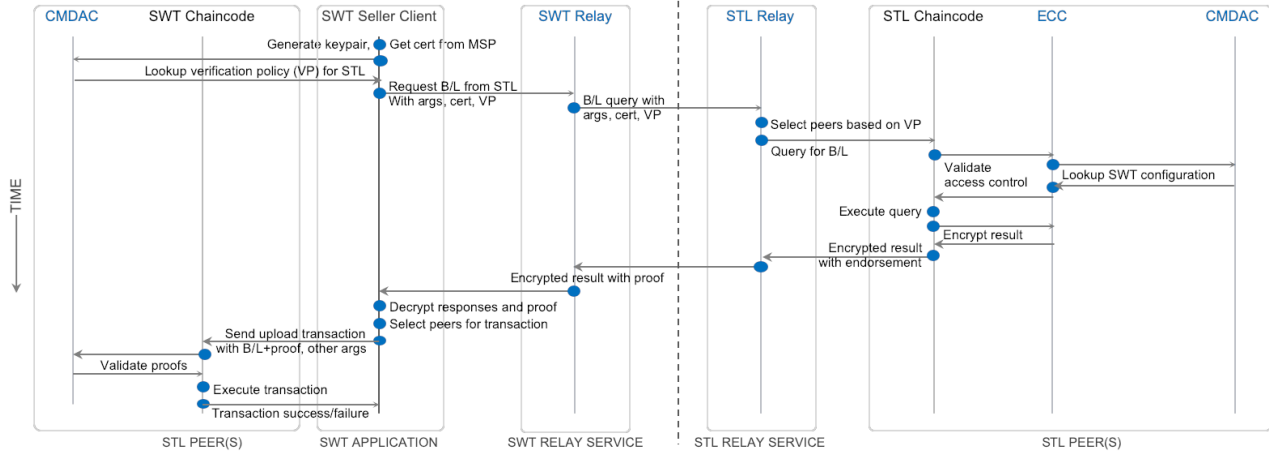 CMDAC SWT Chaincode SWT Seller Client SWT Relay STL Relay STL Chaincode ECC CMDAC
Generate keypair, Get cert from MSP
Lookup verification policy (VP) for STL
Request B/L from STL
With args, cert, VP
B/L query with
args, cert, VP
Select peers based on VP
Query for B/L
Validate
access control
Lookup SWT configuration
TIME
Execute query
Encrypt result
Encrypted result
with endorsement
Encrypted result with proof
Decrypt responses and proof
Select peers for transaction
Send upload transaction
with B/L+proof, other args
Validate proofs
Execute transaction
Transaction success/failure
STL PEER(S) SWT APPLICATION SWT RELAY SERVICE STL RELAY SERVICE STL PEER(S)